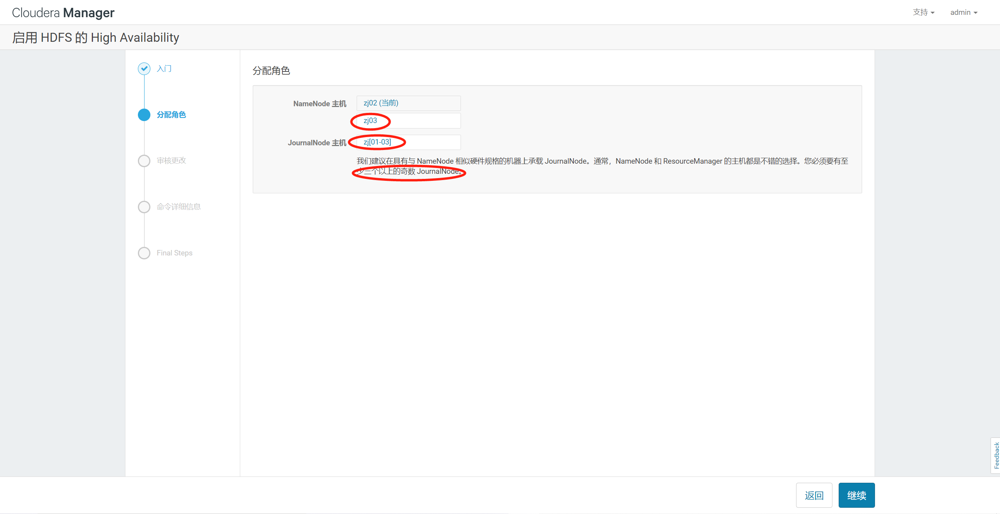 Cloudera Manager
支持
admin
启用 HDFS 的 High Availability
入门
分配角色
审核更改
命令详细信息
Final Steps
分配角色
NameNode 主机
zj02 (当前)
zj03
JournalNode 主机
zj[01-03]
我们建议在具有与 NameNode 相似硬件规格的机器上承载 JournalNode。通常，NameNode 和 ResourceManager 的主机都是不错的选择。您必须要有至
少三个以上的奇数 JournalNode。
Feedback
返回
继续